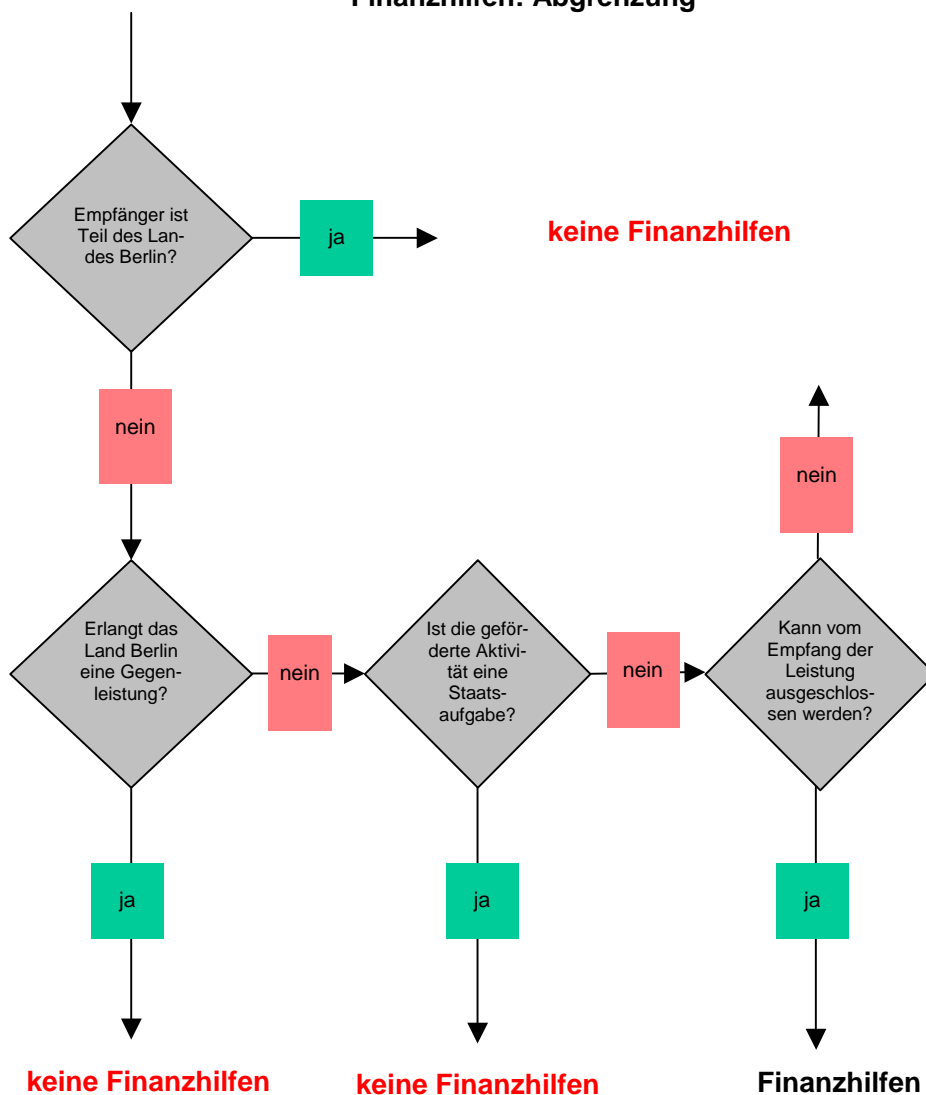 Finanzhilfen: Abgrenzung
Empfänger ist
Teil des Lan-
des Berlin?
ja
keine Finanzhilfen
nein
nein
Erlangt das
Land Berlin
eine Gegen-
leistung?
nein
Ist die geför-
derte Aktivi-
tät eine
Staats-
aufgabe?
nein
Kann vom
Empfang der
Leistung
ausgeschlos-
sen werden?
ja
ja
ja
keine Finanzhilfen
keine Finanzhilfen
Finanzhilfen